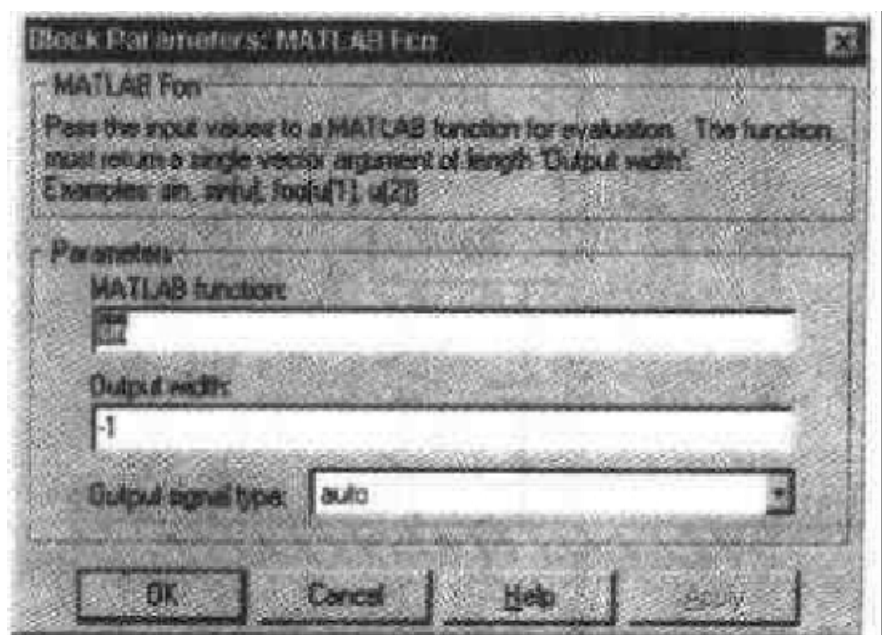 Block Parameters: MATLAB Fcn
MATLAB Fcn
Pass the input values to a MATLAB function for evaluation. The function
must return a single vector argument of length 'Output width'.
Examples: sin, sin(u), foo(u(1), u(2))
Parameters
MATLAB function:
Output width:
-1
Output signal type: auto
OK Cancel Help Apply